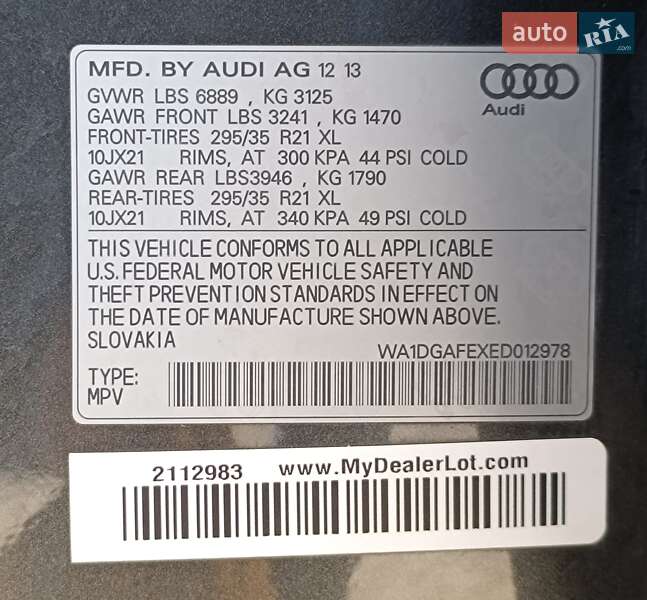 auto RIA .com
MFD. BY AUDI AG 12 13
GVWR LBS 6889 , KG 3125
GAWR FRONT LBS 3241 , KG 1470
FRONT-TIRES 295/35 R21 XL
10JX21 RIMS, AT 300 KPA 44 PSI COLD
GAWR REAR LBS3946 , KG 1790
REAR-TIRES 295/35 R21 XL
10JX21 RIMS, AT 340 KPA 49 PSI COLD
Audi
THIS VEHICLE CONFORMS TO ALL APPLICABLE
U.S. FEDERAL MOTOR VEHICLE SAFETY AND
THEFT PREVENTION STANDARDS IN EFFECT ON
THE DATE OF MANUFACTURE SHOWN ABOVE.
SLOVAKIA
WA1DGAFEXED012978
TYPE:
MPV
2112983 www.MyDealerLot.com